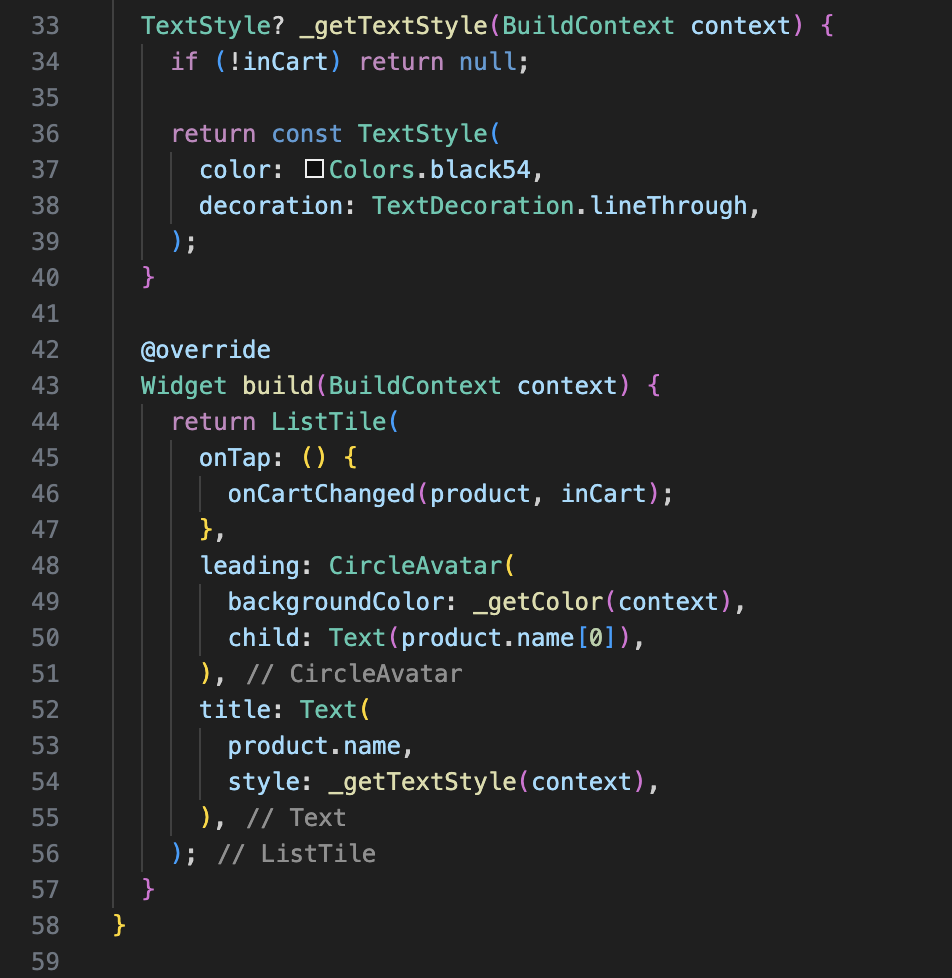 33 TextStyle? _getTextStyle(BuildContext context) {
34 if (!inCart) return null;
35
36 return const TextStyle(
37 color: Colors.black54,
38 decoration: TextDecoration.lineThrough,
39 );
40 }
41
42 @override
43 Widget build(BuildContext context) {
44 return ListTile(
45 onTap: () {
46 onCartChanged(product, inCart);
47 },
48 leading: CircleAvatar(
49 backgroundColor: _getColor(context),
50 child: Text(product.name[0]),
51 ), // CircleAvatar
52 title: Text(
53 product.name,
54 style: _getTextStyle(context),
55 ), // Text
56 ); // ListTile
57 }
58 }
59